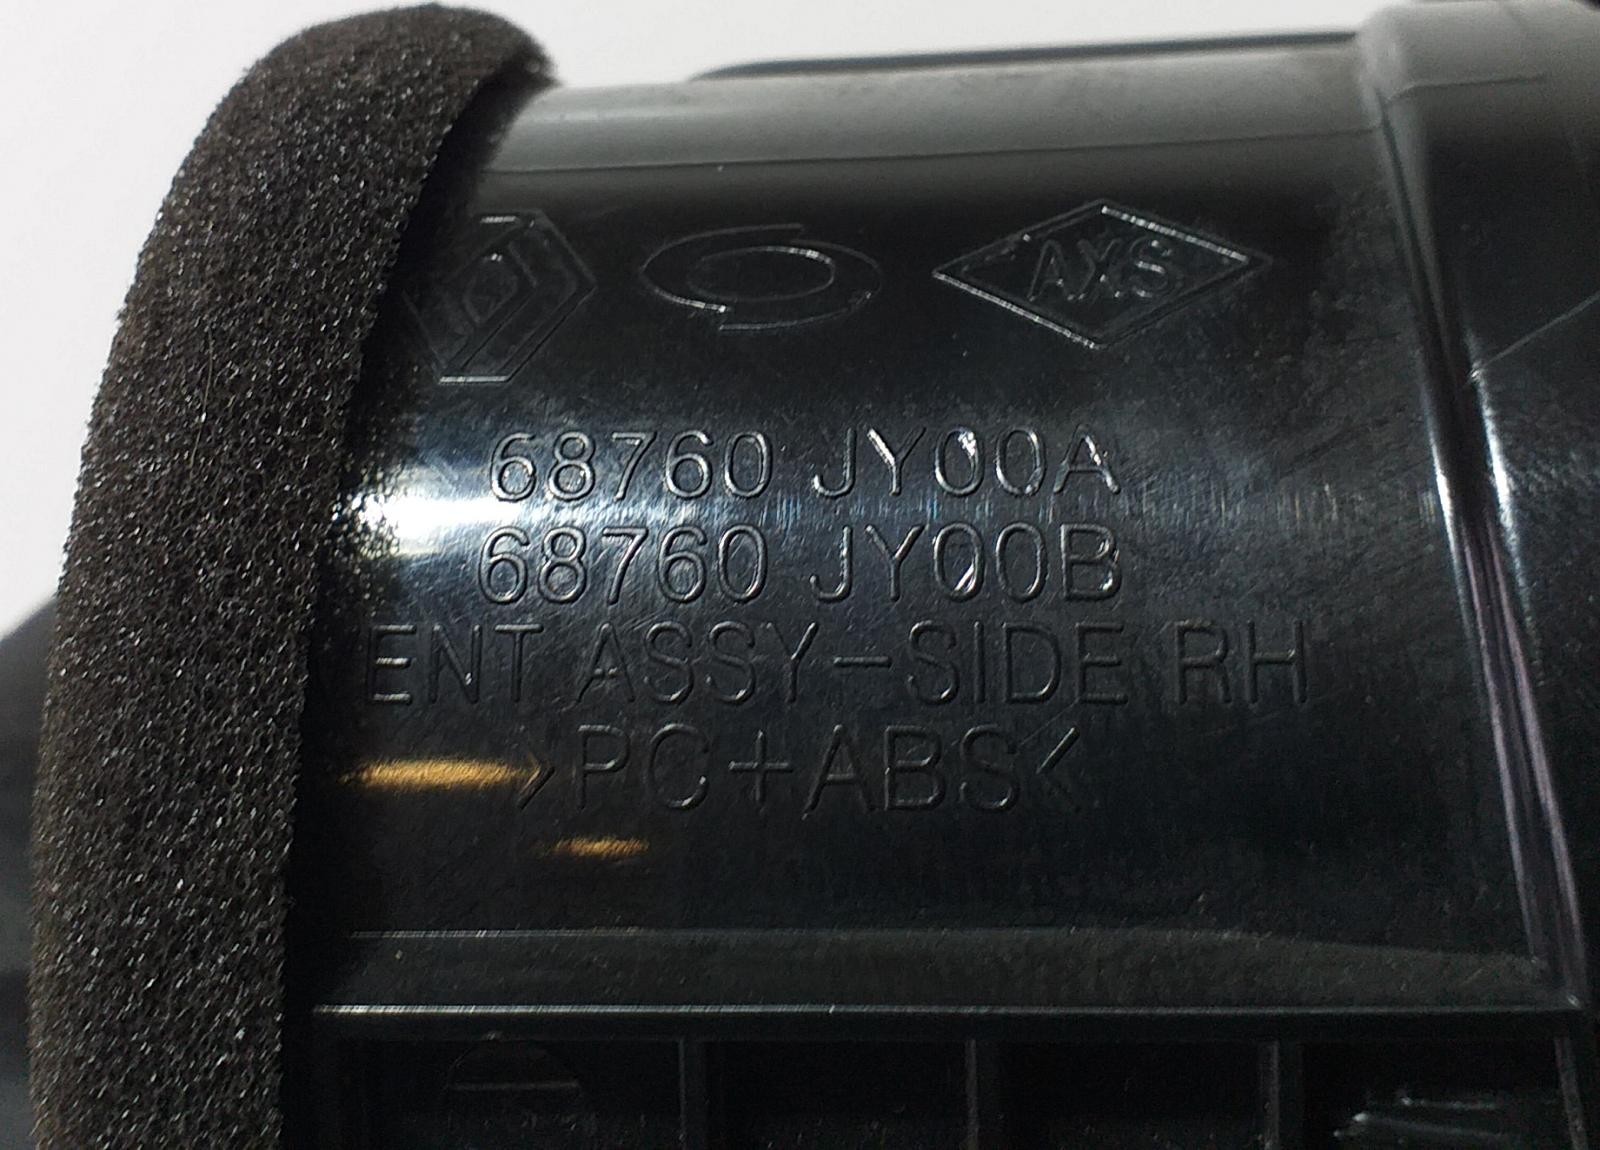 AXS
68760 JY00A
68760 JY00B
ENT ASSY-SIDE RH
>PC+ABS<